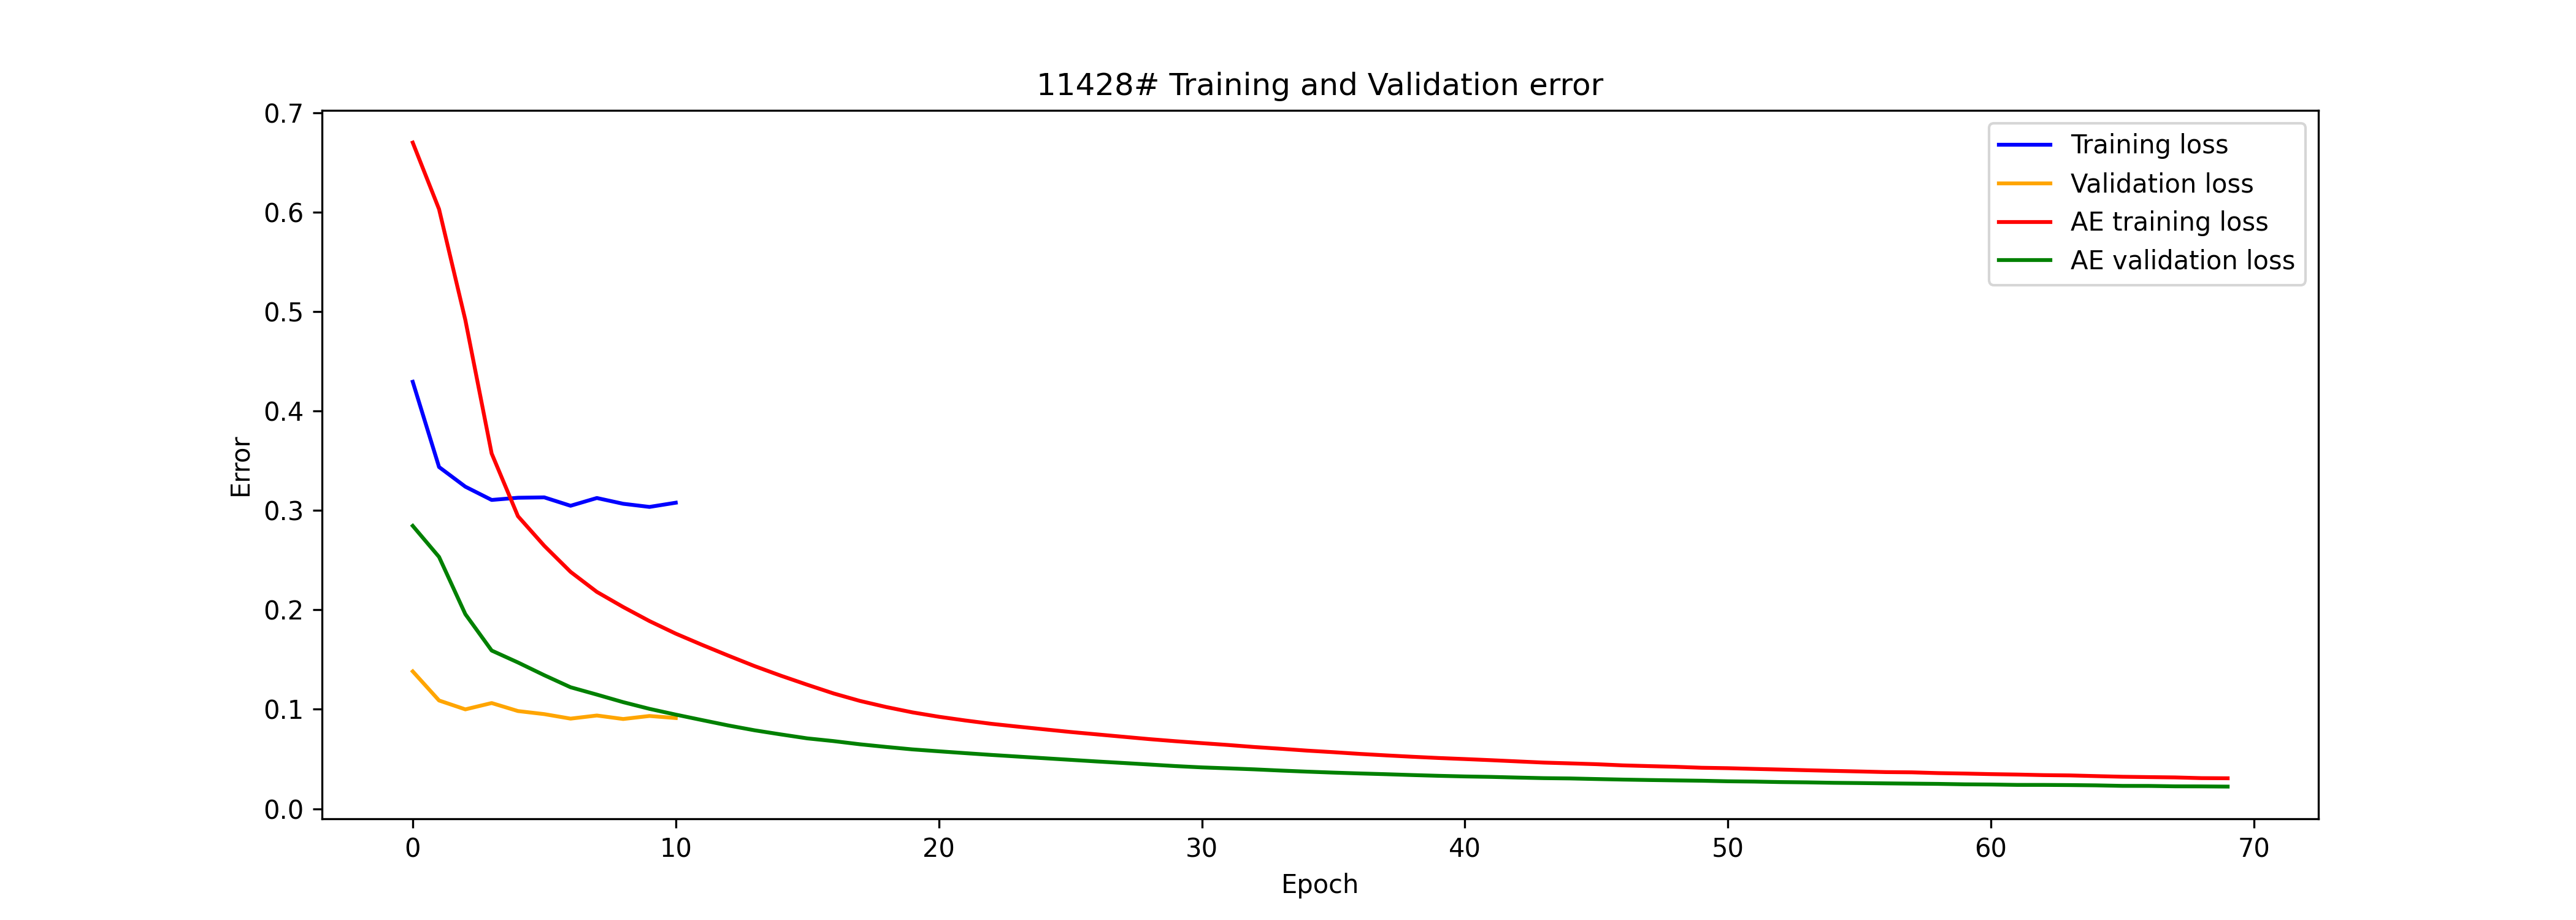 11428# Training and Validation error
0.7
0.6
0.5
0.4
0.3
0.2
0.1
0.0
Error
Training loss
Validation loss
AE training loss
AE validation loss
0 10 20 30 40 50 60 70
Epoch